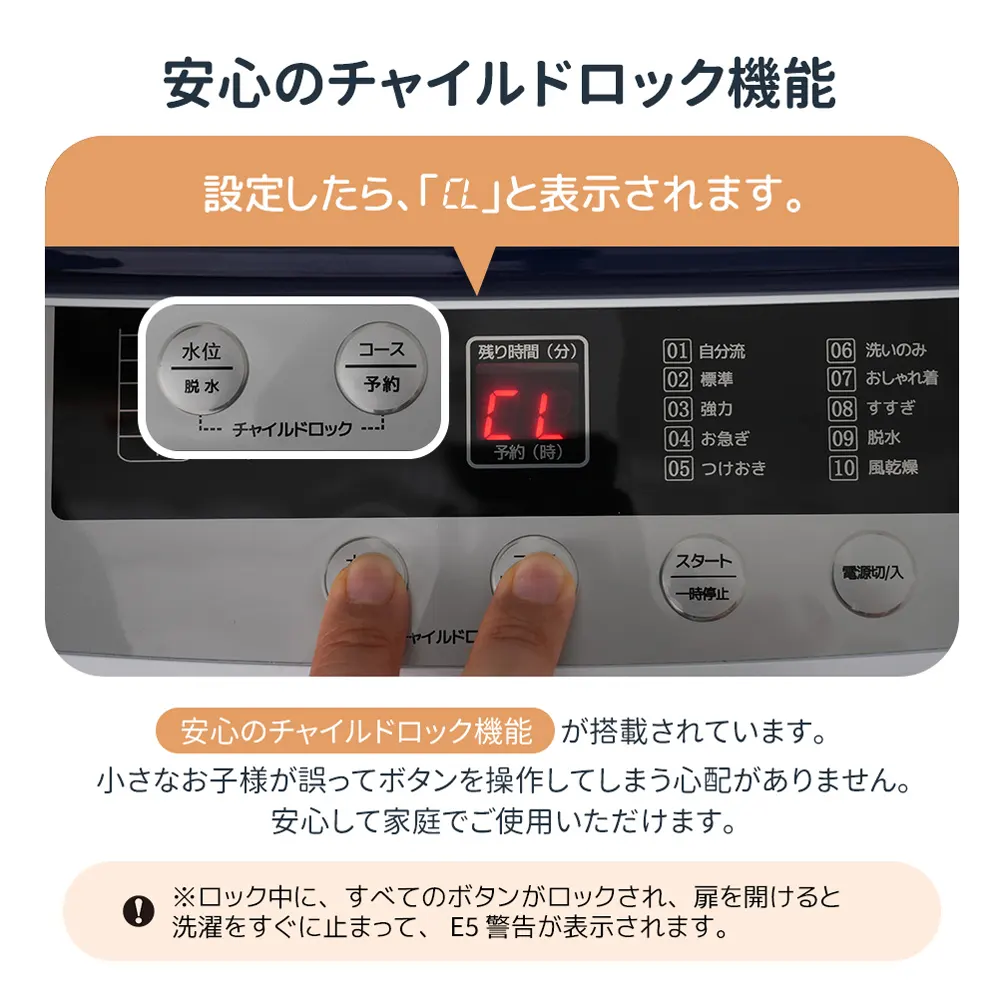 安心のチャイルドロック機能
設定したら、「CL」と表示されます。
水位
脱水
コース
予約
チャイルドロック
残り時間（分）
CL
予約（時）
01 自分流
02 標準
03 強力
04 お急ぎ
05 つけおき
06 洗いのみ
07 おしゃれ着
08 すすぎ
09 脱水
10 風乾燥
スタート
一時停止
電源切/入
ャイルドロ
安心のチャイルドロック機能 が搭載されています。
小さなお子様が誤ってボタンを操作してしまう心配がありません。
安心して家庭でご使用いただけます。
※ロック中に、すべてのボタンがロックされ、扉を開けると
洗濯をすぐに止まって、 E5 警告が表示されます。